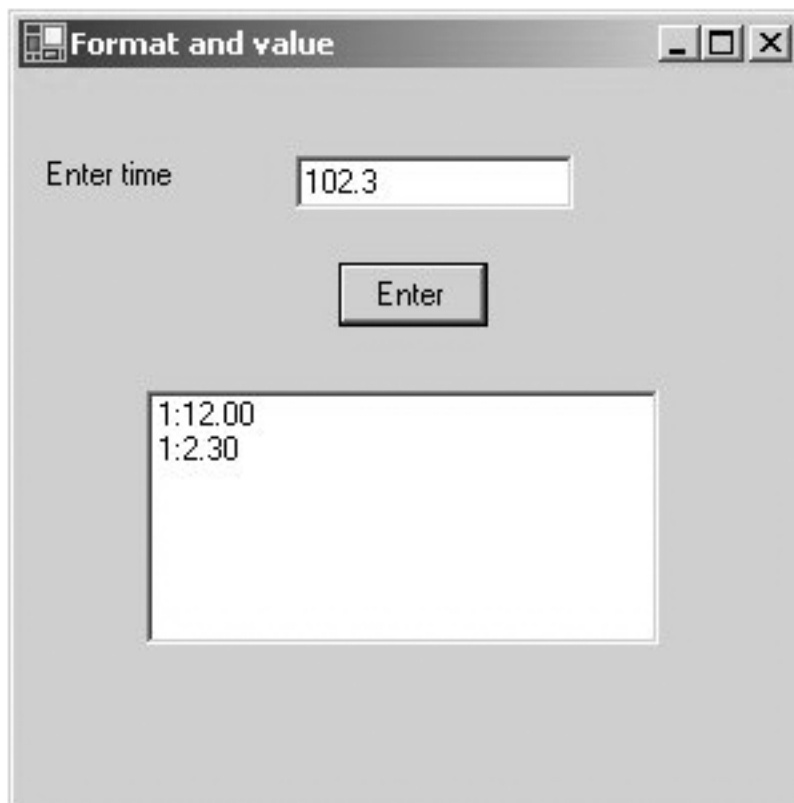 Format and value
Enter time
102.3
Enter
1:12.00
1:2.30